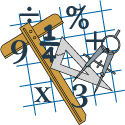 ÷ %
9 1/4 +
x 3